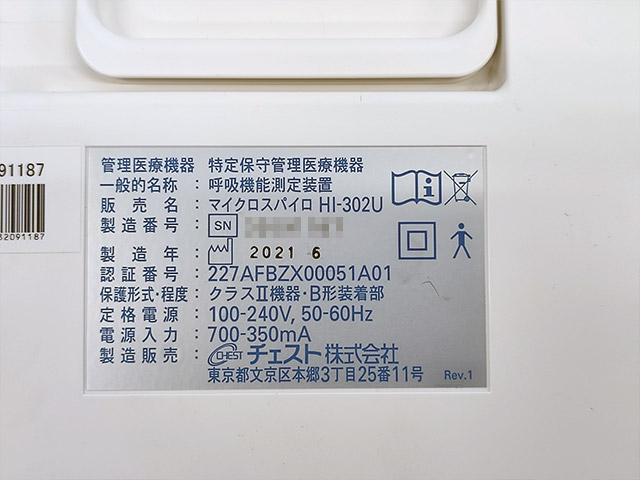 91187
32091187
管理医療機器 特定保守管理医療機器
一般的名称：呼吸機能測定装置
販売名：マイクロスパイロ HI-302U
製造番号：SN
製造年：2021 6
認証番号：227AFBZX00051A01
保護形式・程度：クラスⅡ機器・B形装着部
定格電源：100-240V, 50-60Hz
電源入力：700-350mA
製造販売：CHEST チェスト株式会社
東京都文京区本郷3丁目25番11号 Rev.1